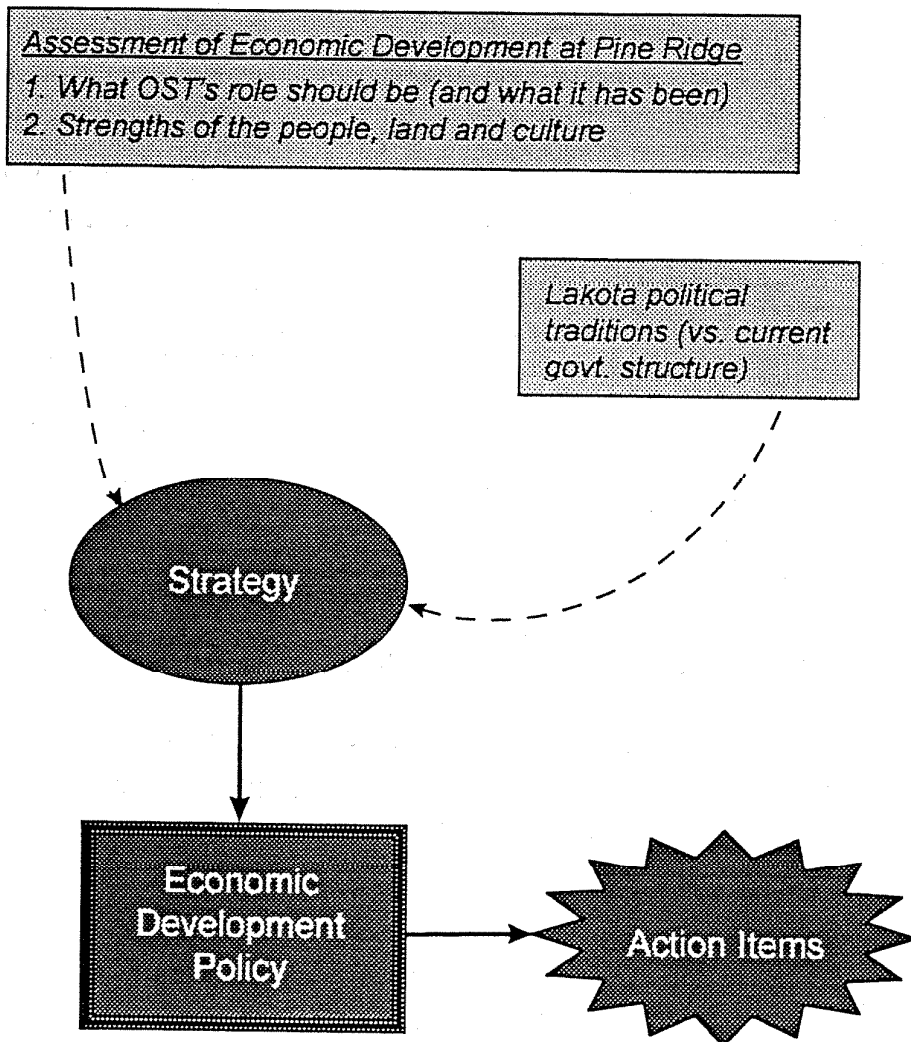 Assessment of Economic Development at Pine Ridge
1. What OST's role should be (and what it has been)
2. Strengths of the people, land and culture
Lakota political
traditions (vs. current
govt. structure)
Strategy
Economic
Development
Policy
Action Items